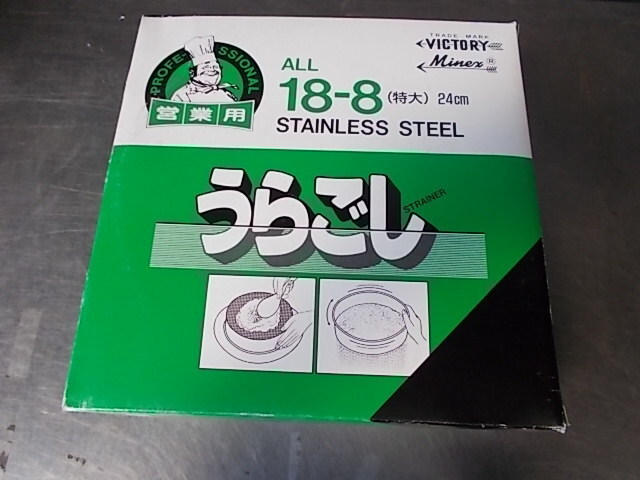 PROFESSIONAL
営業用
ALL
18-8 (特大) 24cm
STAINLESS STEEL
TRADE MARK
VICTORY
Minex ®
うらごし
STRAINER